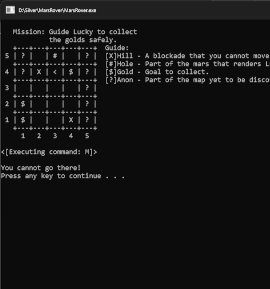 D:\Silver\MarsRover\MarsRover.exe
Mission: Guide Lucky to collect
the golds safely.
+---+---+---+---+---+ Guide:
5 | ? |   | # |   | ? | [X]Hill - A blockade that you cannot move
+---+---+---+---+---+ [#]Hole - Part of the mars that renders L
4 | ? | X | < | $ | ? | [$]Gold - Goal to collect.
+---+---+---+---+---+ [?]Anon - Part of the map yet to be disco
3 |   |   |   |   | ? |
+---+---+---+---+---+
2 | $ |   |   |   |   |
+---+---+---+---+---+
1 | $ |   |   | X | ? |
+---+---+---+---+---+
1 2 3 4 5
<[Executing command: M]>
You cannot go there!
Press any key to continue . . .